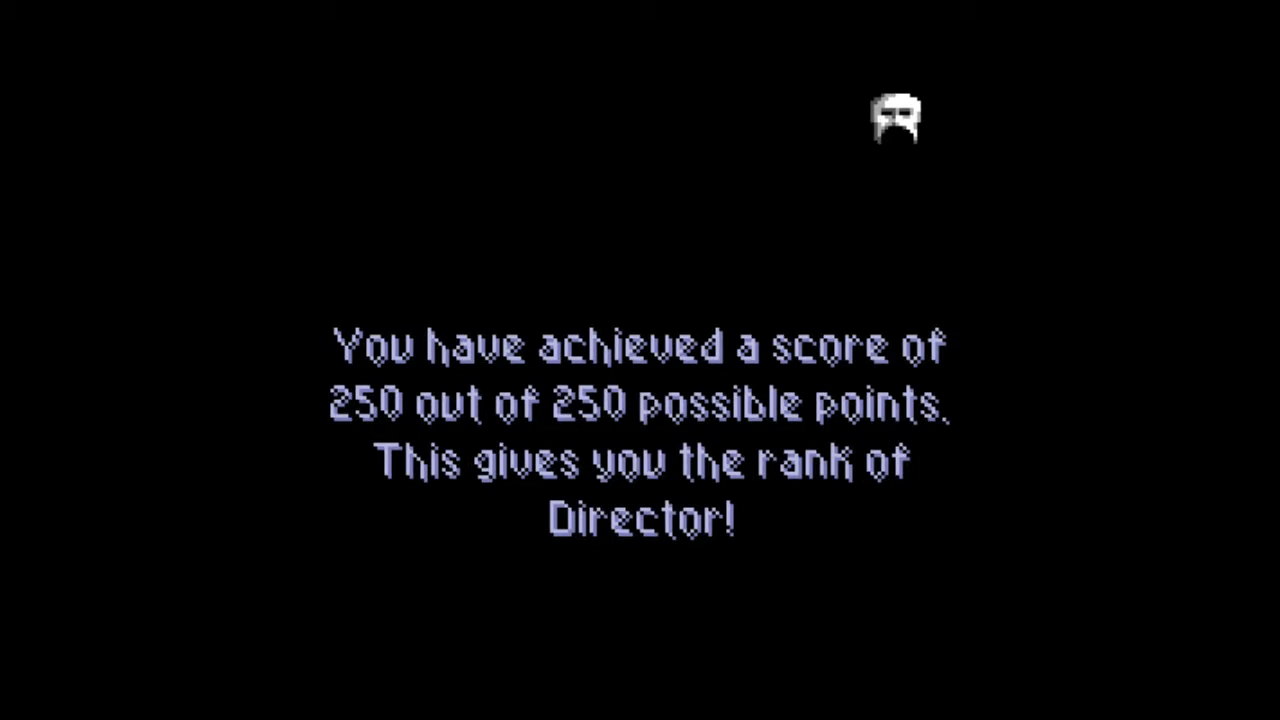 You have achieved a score of
250 out of 250 possible points.
This gives you the rank of
Director!